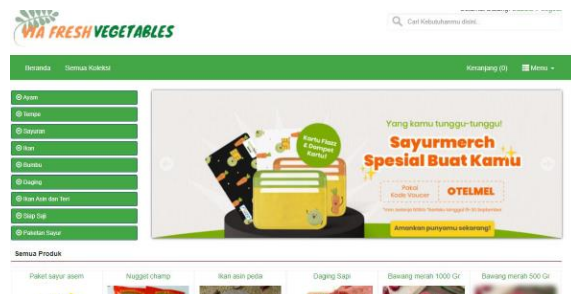 VIA FRESH VEGETABLES
Cari Kebutuhanmu disini..
Beranda Semua Koleksi Keranjang (0) Menu
Ayam
Tempe
Sayuran
Ikan
Bumbu
Daging
Ikan Asin dan Teri
Siap Saji
Paketan Sayur
Kartu Flazz
& Dompet
Kartu!
Yang kamu tunggu-tunggu!
Sayurmerch
Spesial Buat Kamu
Pakai
Kode Voucer
OTELMEL
Amankan punyamu sekarang!
Semua Produk
Paket sayur asem Nugget champ Ikan asin peda Daging Sapi Bawang merah 1000 Gr Bawang merah 500 Gr